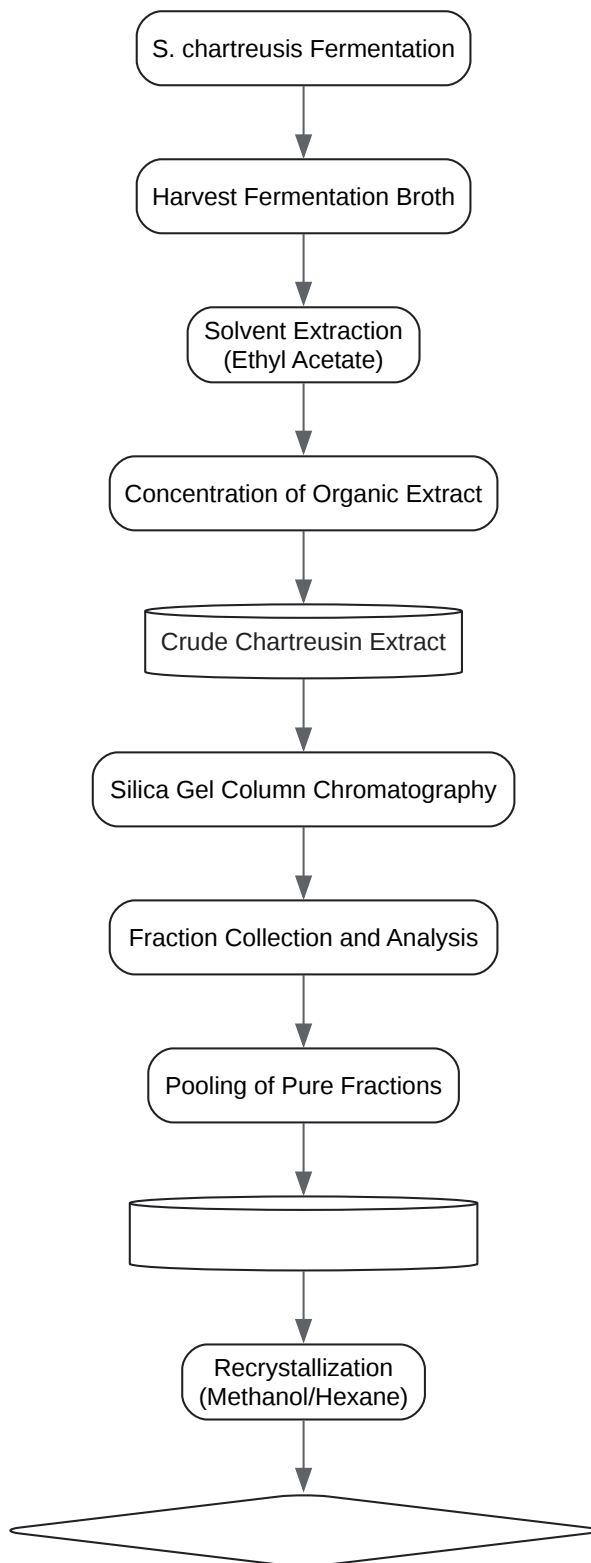 S. chartreusis Fermentation
Harvest Fermentation Broth
Solvent Extraction
(Ethyl Acetate)
Concentration of Organic Extract
Crude Chartreusin Extract
Silica Gel Column Chromatography
Fraction Collection and Analysis
Pooling of Pure Fractions
Recrystallization
(Methanol/Hexane)